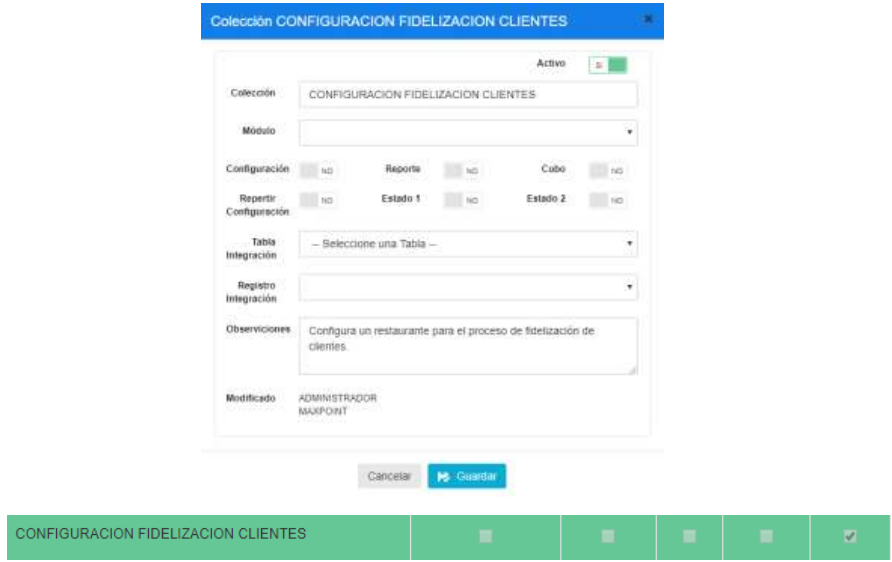 Colección CONFIGURACION FIDELIZACION CLIENTES ×
Activo SI
Colección CONFIGURACION FIDELIZACION CLIENTES
Módulo
Configuración NO Reporte NO Cubo NO
Repertir Configuración NO Estado 1 NO Estado 2 NO
Tabla Integración -- Seleccione una Tabla --
Registro Integración
Observiciones Configura un restaurante para el proceso de fidelización de
clientes.
Modificado ADMINISTRADOR
MAXPOINT
Cancelar Guardar
CONFIGURACION FIDELIZACION CLIENTES